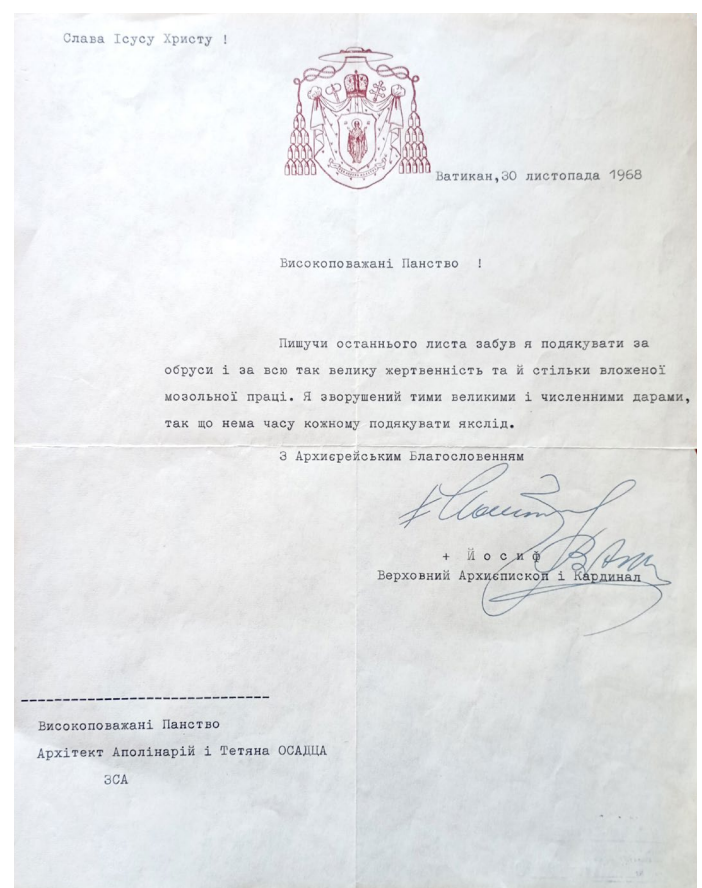 Слава Ісусу Христу !
Ватикан,30 листопада 1968
Високоповажані Панство !
Пишучи останнього листа забув я подякувати за
обруси і за всю так велику жертвенність та й стільки вложеної
мозольної праці. Я зворушений тими великими і численними дарами,
так що нема часу кожному подякувати якслід.
З Архиєрейським Благословенням
+ Йосиф
Верховний Архиєпископ і Кардинал
Високоповажані Панство
Архітект Аполінарій і Тетяна ОСАДЦА
ЗСА